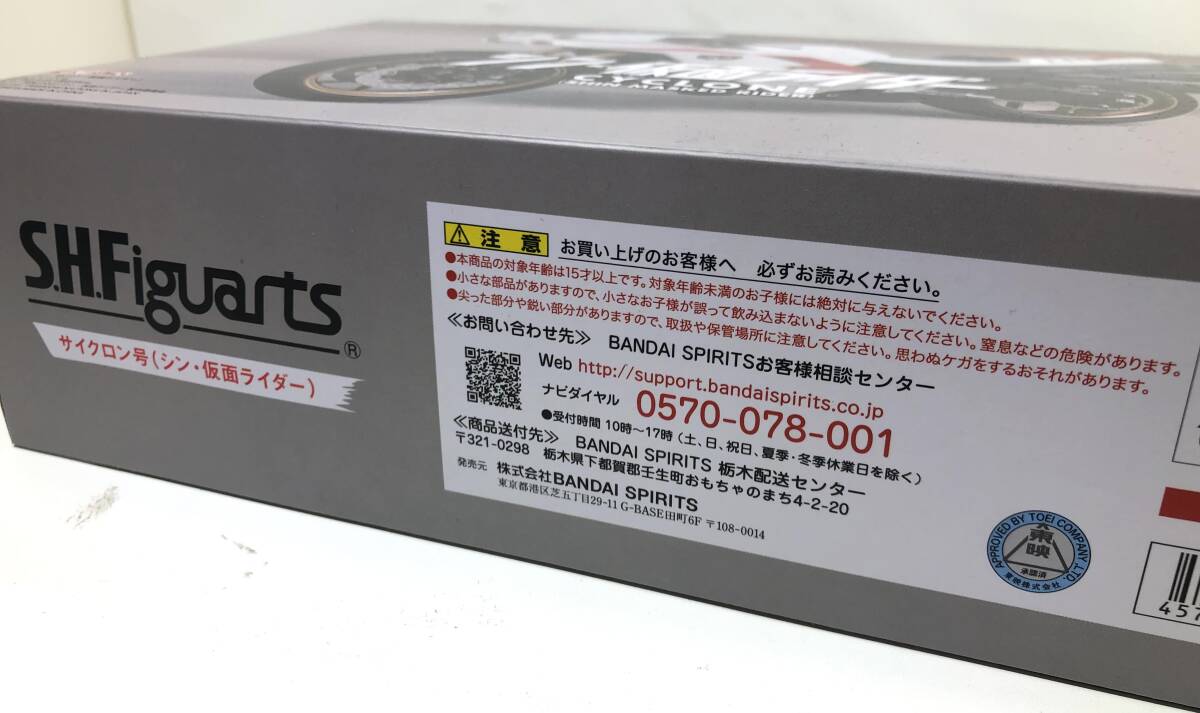 CYCLONE
(SHIN MASKED RIDER)
S.H.Figuarts®
サイクロン号(シン・仮面ライダー)
⚠注意 お買い上げのお客様へ 必ずお読みください。
●本商品の対象年齢は15才以上です。対象年齢未満のお子様には絶対に与えないでください。
●小さな部品がありますので、小さなお子様が誤って飲み込まないように注意してください。窒息などの危険があります。
●尖った部分や鋭い部分がありますので、取扱や保管場所に注意してください。思わぬケガをするおそれがあります。
≪お問い合わせ先≫ BANDAI SPIRITSお客様相談センター
Web http://support.bandaispirits.co.jp
ナビダイヤル 0570-078-001
●受付時間 10時～17時(土、日、祝日、夏季・冬季休業日を除く)
≪商品送付先≫ BANDAI SPIRITS 栃木配送センター
〒321-0298 栃木県下都賀郡壬生町おもちゃのまち4-2-20
発売元 株式会社BANDAI SPIRITS
東京都港区芝五丁目29-11 G-BASE田町6F 〒108-0014
APPROVED BY TOEI COMPANY,LTD.
東映
承認済
東映株式会社
457